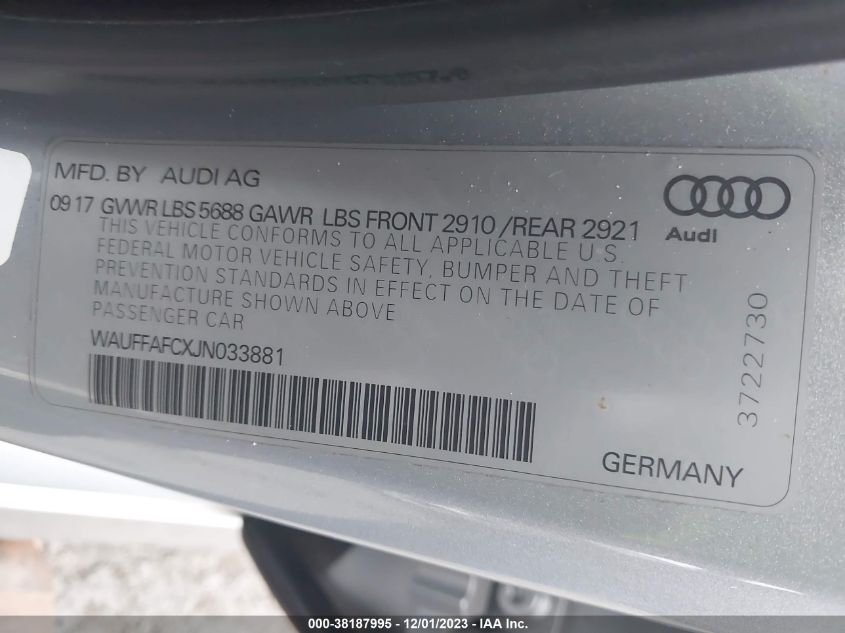 MFD. BY AUDI AG
09 17 GVWR LBS 5688 GAWR LBS FRONT 2910 /REAR 2921
THIS VEHICLE CONFORMS TO ALL APPLICABLE U.S.
FEDERAL MOTOR VEHICLE SAFETY, BUMPER AND THEFT
PREVENTION STANDARDS IN EFFECT ON THE DATE OF
MANUFACTURE SHOWN ABOVE
PASSENGER CAR
WAUFFAFCXJN033881
Audi
3722730
GERMANY
000-38187995 - 12/01/2023 - IAA Inc.